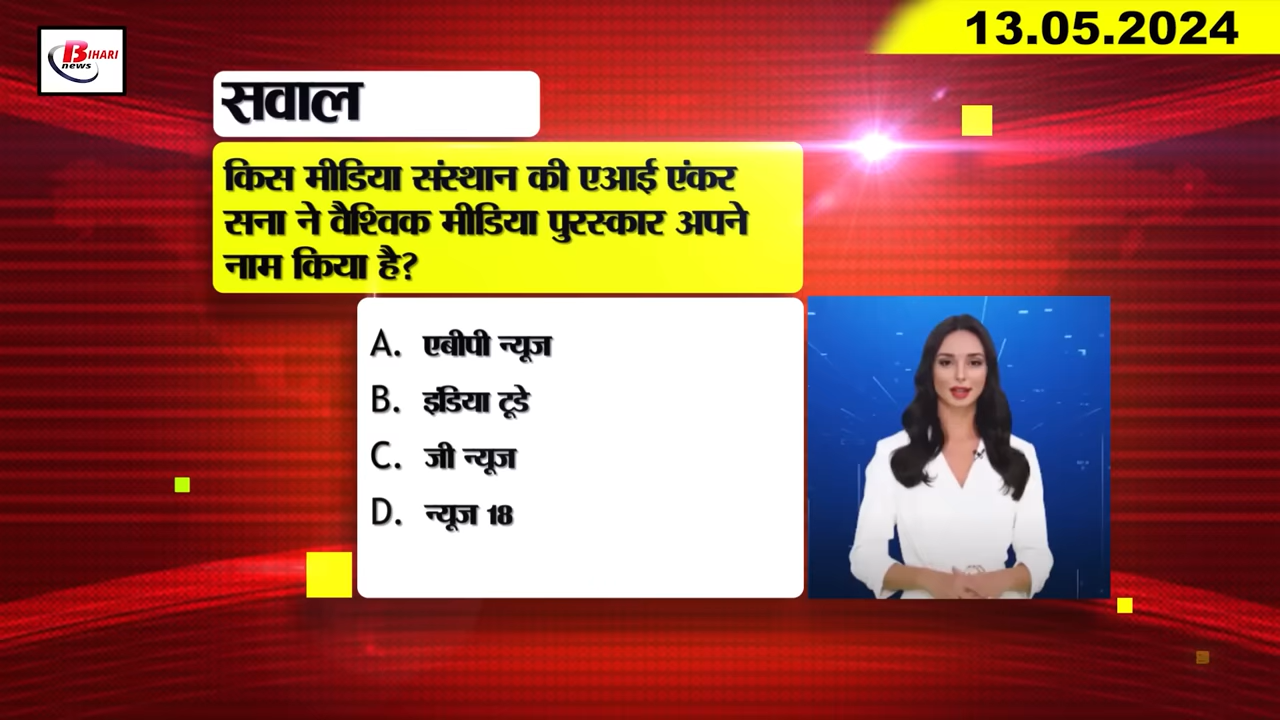 BIHARI
news
13.05.2024
सवाल
किस मीडिया संस्थान की एआई एंकर
सना ने वैश्विक मीडिया पुरस्कार अपने
नाम किया है?
A. एबीपी न्यूज
B. इंडिया टूडे
C. जी न्यूज
D. न्यूज 18